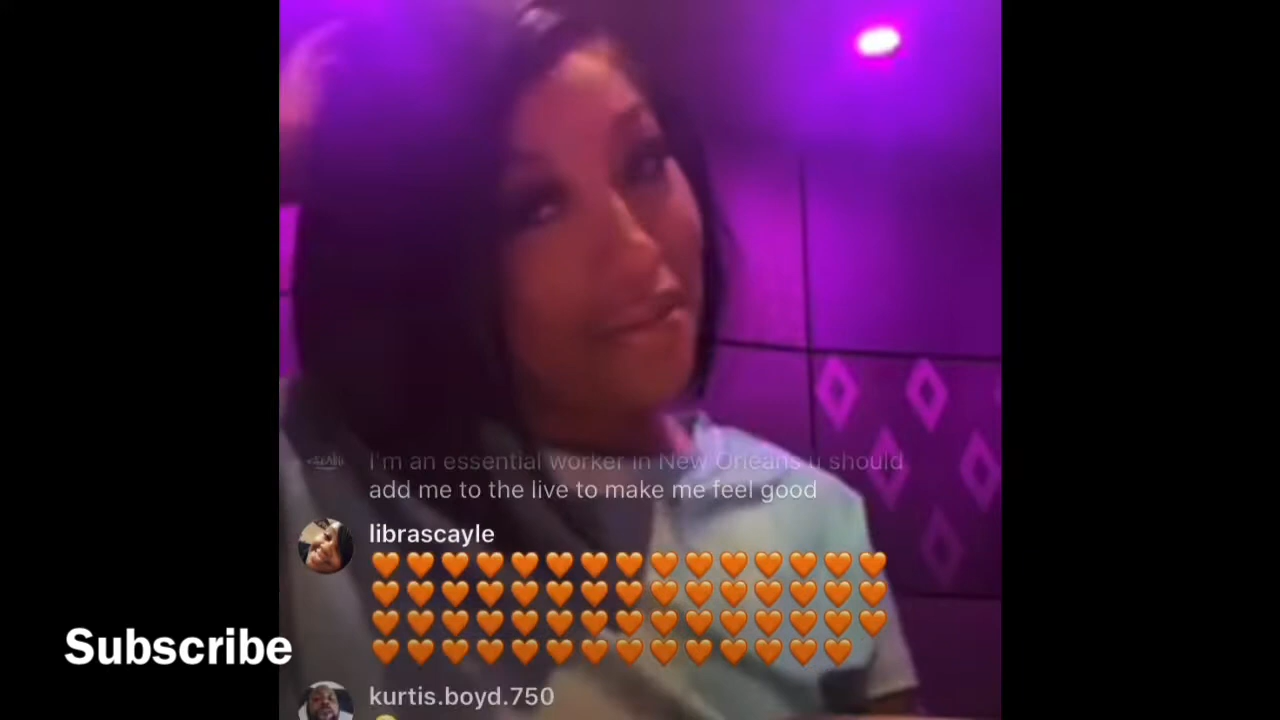 I'm an essential worker in New Orleans u should
add me to the live to make me feel good
librascayle
🧡🧡🧡🧡🧡🧡🧡🧡🧡🧡🧡🧡🧡🧡🧡
🧡🧡🧡🧡🧡🧡🧡🧡🧡🧡🧡🧡🧡🧡🧡
🧡🧡🧡🧡🧡🧡🧡🧡🧡🧡🧡🧡🧡🧡🧡
🧡🧡🧡🧡🧡🧡🧡🧡🧡🧡🧡🧡🧡🧡
Subscribe
kurtis.boyd.750